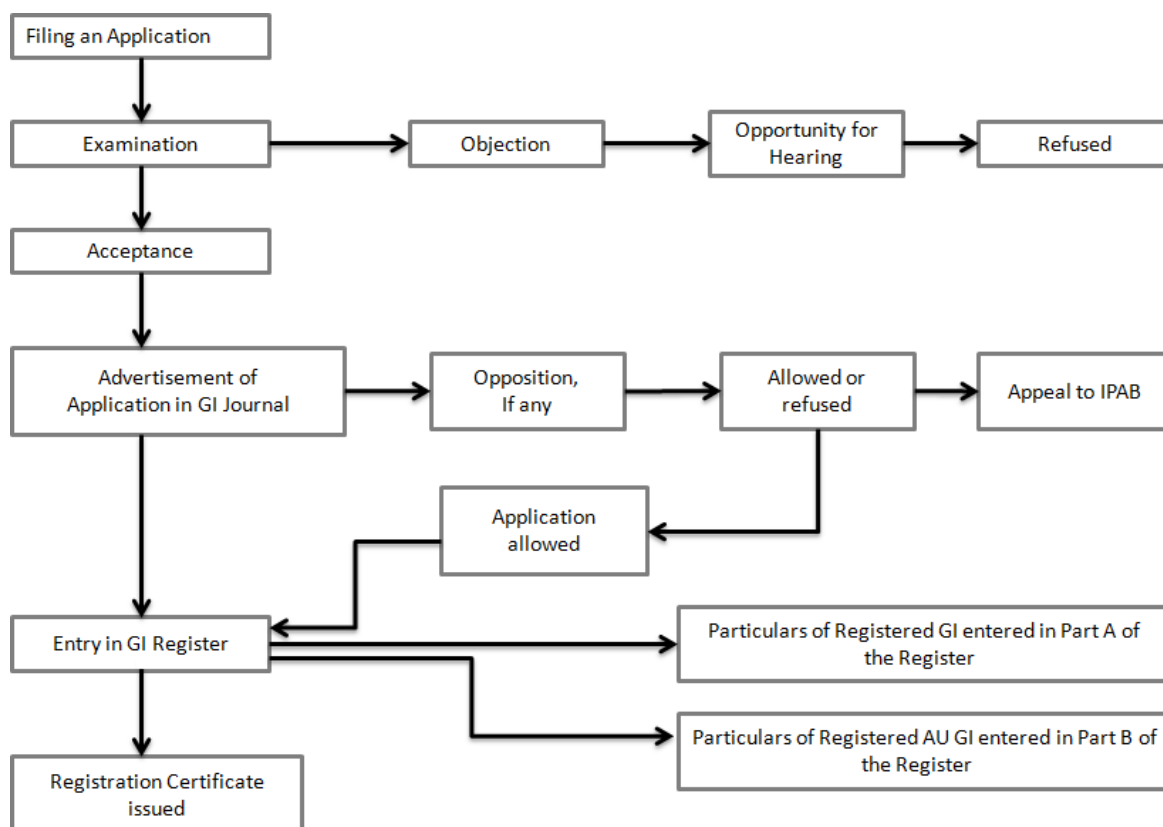 Filing an Application
Examination
Objection
Opportunity for
Hearing
Refused
Acceptance
Advertisement of
Application in GI Journal
Opposition,
If any
Allowed or
refused
Appeal to IPAB
Application
allowed
Entry in GI Register
Particulars of Registered GI entered in Part A of
the Register
Particulars of Registered AU GI entered in Part B of
the Register
Registration Certificate
issued